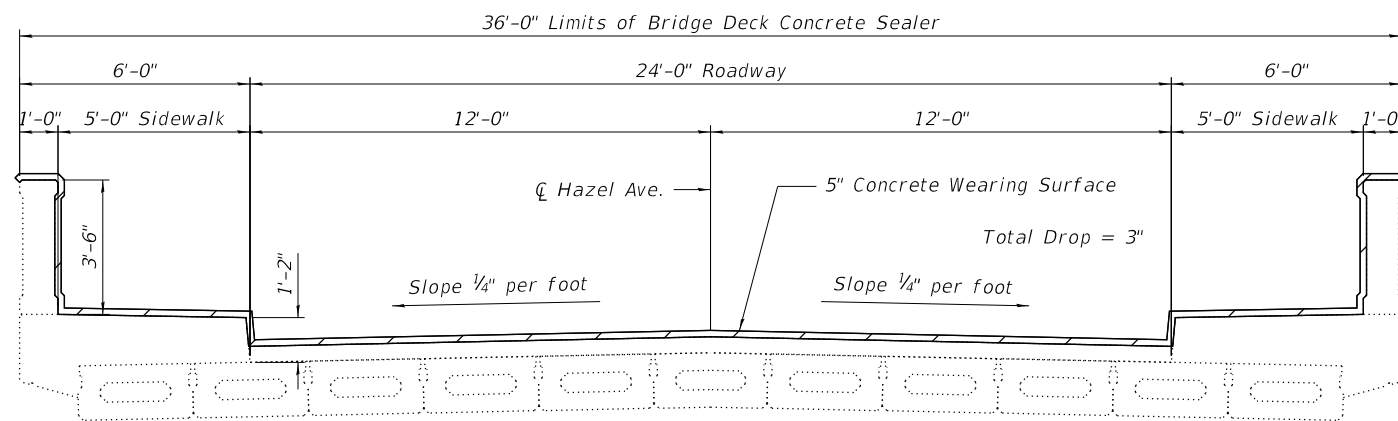 36'-0" Limits of Bridge Deck Concrete Sealer
6'-0" 24'-0" Roadway 6'-0"
1'-0" 5'-0" Sidewalk 12'-0" 12'-0" 5'-0" Sidewalk 1'-0
℄ Hazel Ave. 5" Concrete Wearing Surface
3'-6" Total Drop = 3"
1'-2" Slope ¼" per foot Slope ¼" per foot